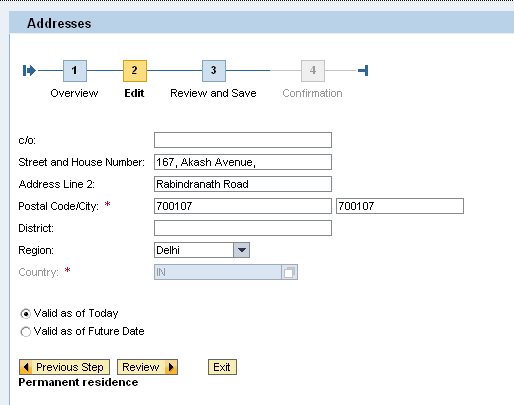 Addresses
1 2 3 4
Overview Edit Review and Save Confirmation
c/o:
Street and House Number: 167, Akash Avenue,
Address Line 2: Rabindranath Road
Postal Code/City: * 700107 700107
District:
Region: Delhi
Country: * IN
Valid as of Today
Valid as of Future Date
Previous Step Review Exit
Permanent residence